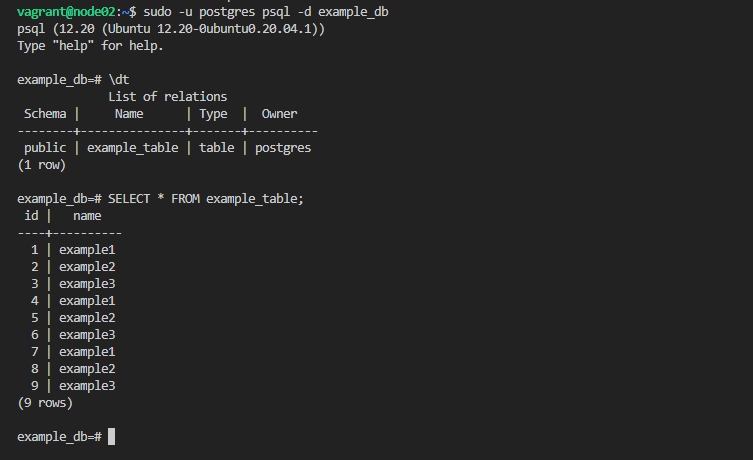 vagrant@node02:~$ sudo -u postgres psql -d example_db
psql (12.20 (Ubuntu 12.20-0ubuntu0.20.04.1))
Type "help" for help.

example_db=# \dt
             List of relations
 Schema |     Name      | Type  |  Owner
--------+---------------+-------+----------
 public | example_table | table | postgres
(1 row)

example_db=# SELECT * FROM example_table;
 id |   name
----+----------
  1 | example1
  2 | example2
  3 | example3
  4 | example1
  5 | example2
  6 | example3
  7 | example1
  8 | example2
  9 | example3
(9 rows)

example_db=#